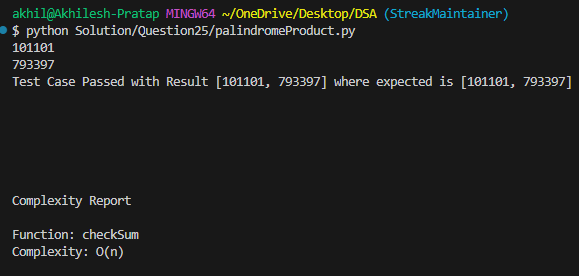 akhil@Akhilesh-Pratap MINGW64 ~/OneDrive/Desktop/DSA (StreakMaintainer)
$ python Solution/Question25/palindromeProduct.py
101101
793397
Test Case Passed with Result [101101, 793397] where expected is [101101, 793397]
Complexity Report
Function: checkSum
Complexity: O(n)